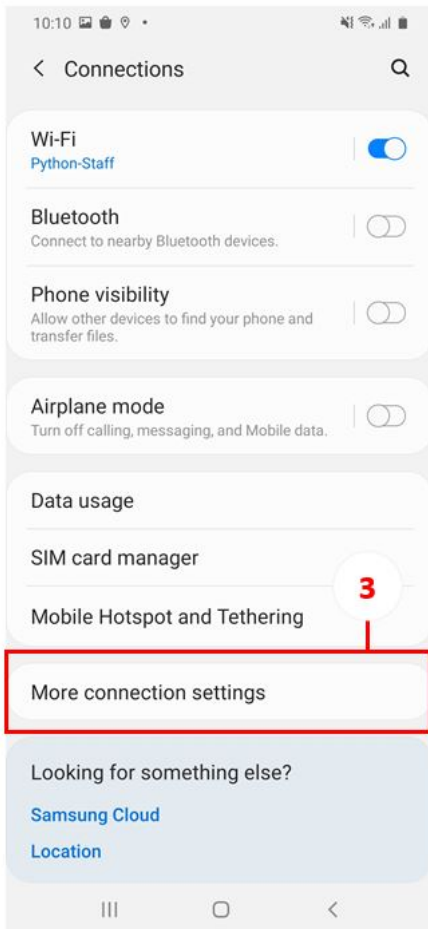 10:10
Connections
Wi-Fi
Python-Staff
Bluetooth
Connect to nearby Bluetooth devices.
Phone visibility
Allow other devices to find your phone and
transfer files.
Airplane mode
Turn off calling, messaging, and Mobile data.
Data usage
SIM card manager
3
Mobile Hotspot and Tethering
More connection settings
Looking for something else?
Samsung Cloud
Location